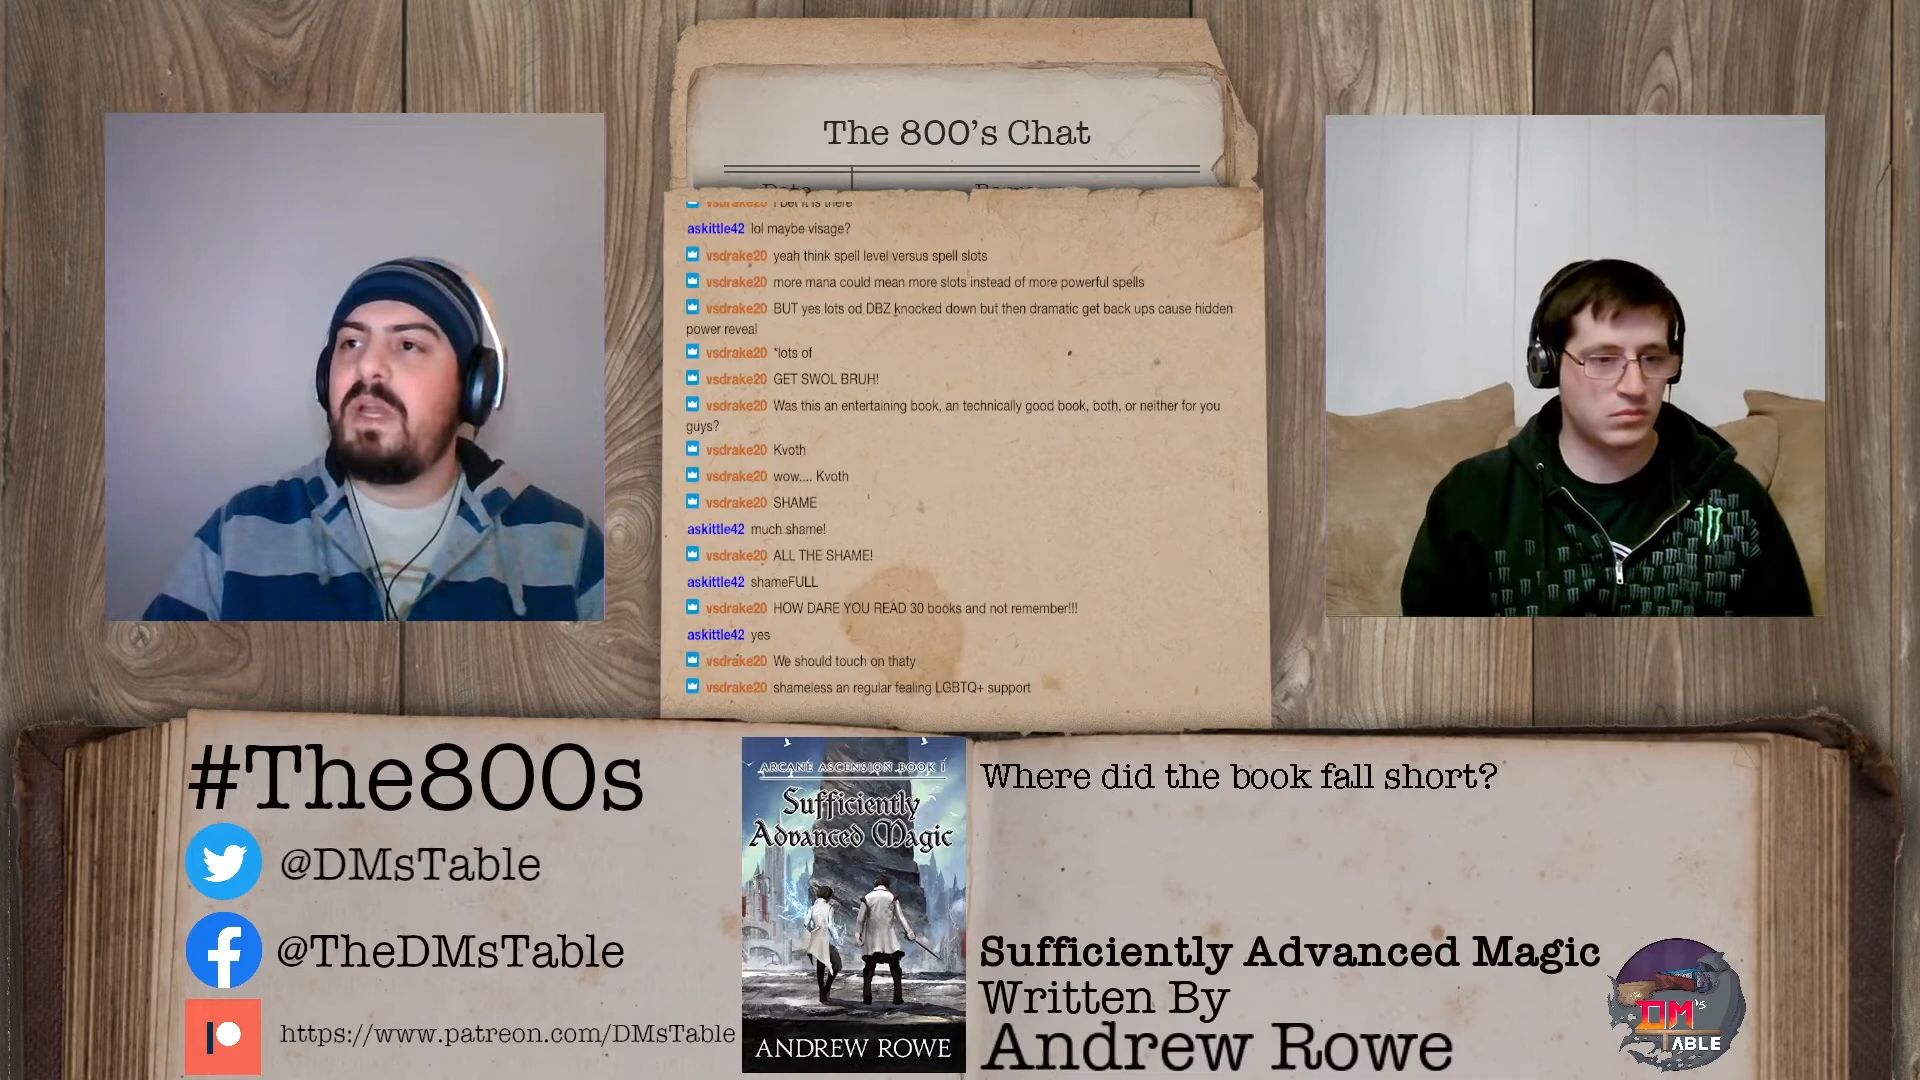 The 800's Chat
vsdrake20 I bet it is there
askittle42 lol maybe visage?
vsdrake20 yeah think spell level versus spell slots
vsdrake20 more mana could mean more slots instead of more powerful spells
vsdrake20 BUT yes lots od DBZ knocked down but then dramatic get back ups cause hidden
power reveal
vsdrake20 *lots of
vsdrake20 GET SWOL BRUH!
vsdrake20 Was this an entertaining book, an technically good book, both, or neither for you
guys?
vsdrake20 Kvoth
vsdrake20 wow.... Kvoth
vsdrake20 SHAME
askittle42 much shame!
vsdrake20 ALL THE SHAME!
askittle42 shameFULL
vsdrake20 HOW DARE YOU READ 30 books and not remember!!!
askittle42 yes
vsdrake20 We should touch on thaty
vsdrake20 shameless an regular fealing LGBTQ+ support
#The800s
@DMsTable
@TheDMsTable
https://www.patreon.com/DMsTable
ARCANE ASCENSION BOOK I
Sufficiently
Advanced Magic
ANDREW ROWE
Where did the book fall short?
Sufficiently Advanced Magic
Written By
Andrew Rowe
DM's
TABLE